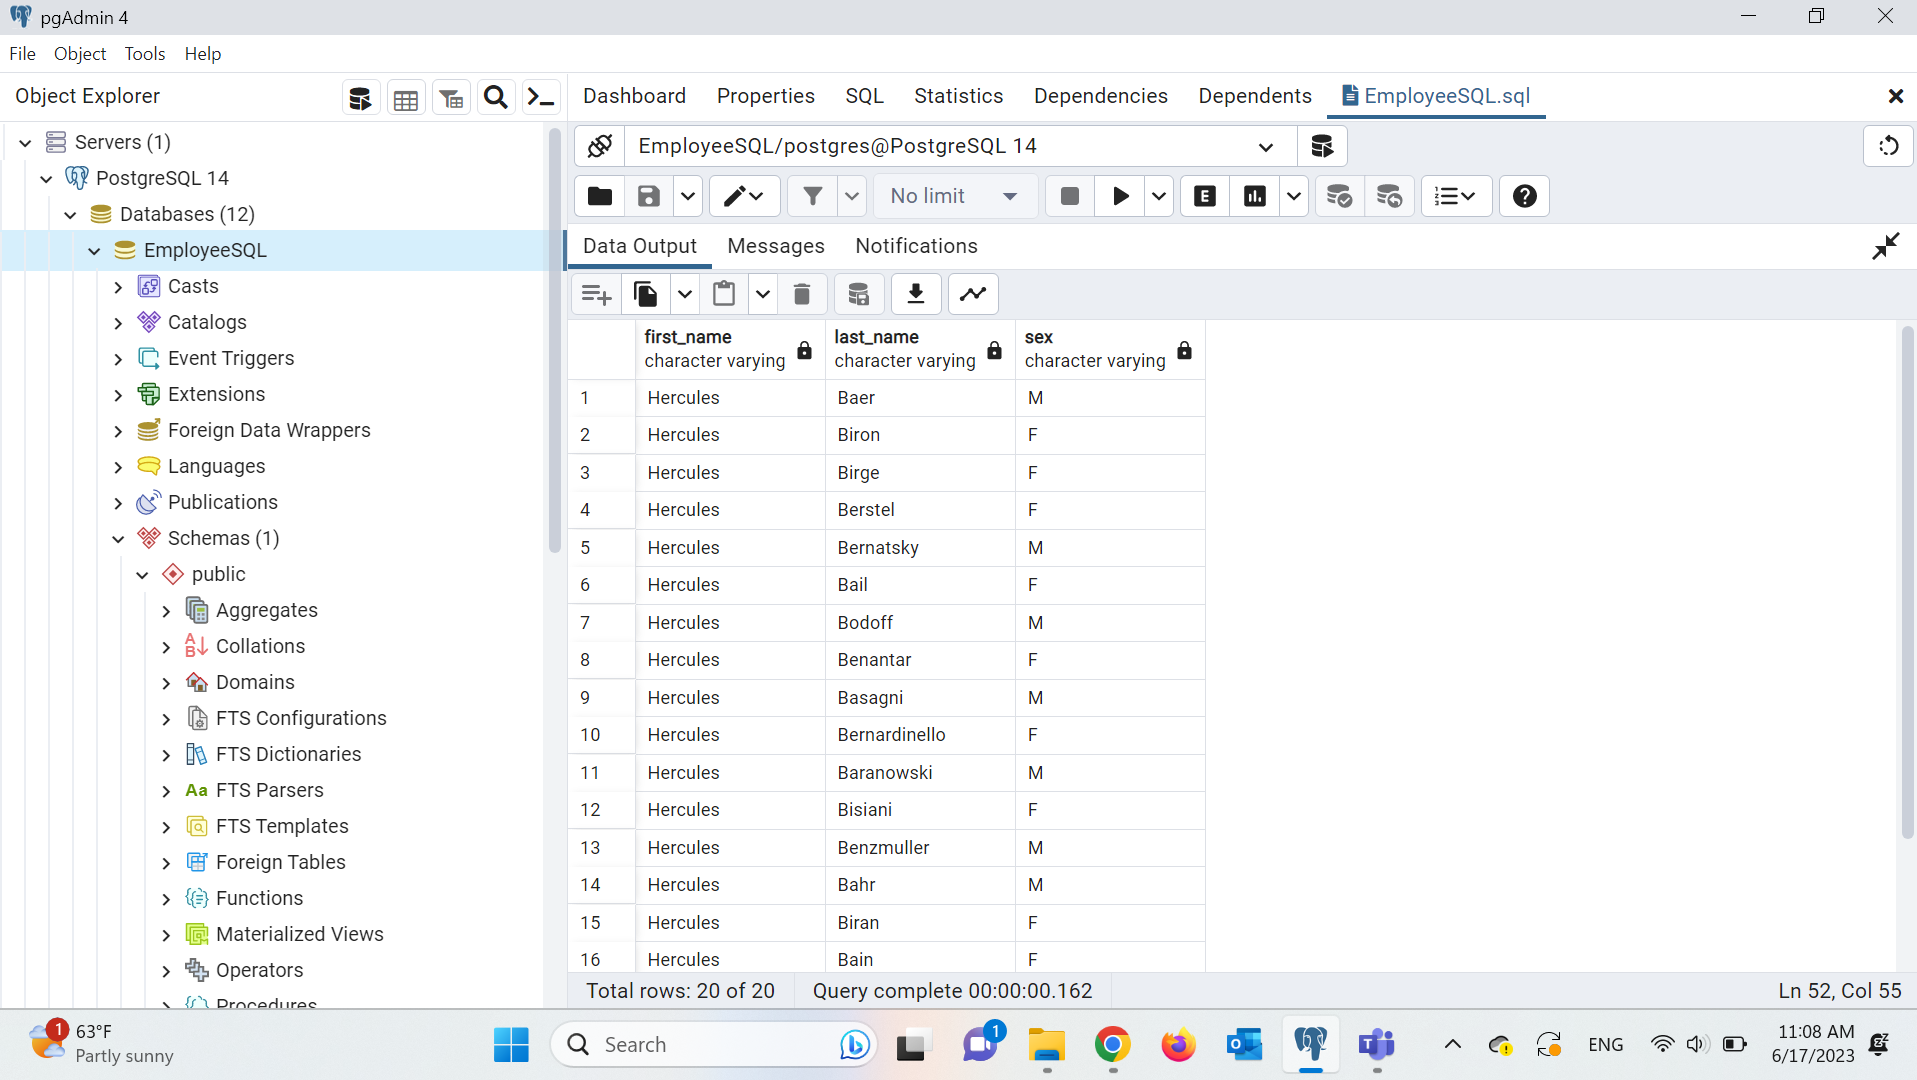 pgAdmin 4
File Object Tools Help
Object Explorer
Dashboard Properties SQL Statistics Dependencies Dependents EmployeeSQL.sql
Servers (1)
PostgreSQL 14
Databases (12)
EmployeeSQL
Casts
Catalogs
Event Triggers
Extensions
Foreign Data Wrappers
Languages
Publications
Schemas (1)
public
Aggregates
Collations
Domains
FTS Configurations
FTS Dictionaries
Aa FTS Parsers
FTS Templates
Foreign Tables
Functions
Materialized Views
Operators
Procedures
EmployeeSQL/postgres@PostgreSQL 14
No limit
E
Data Output Messages Notifications
first_name last_name sex
character varying character varying character varying
1 Hercules Baer M
2 Hercules Biron F
3 Hercules Birge F
4 Hercules Berstel F
5 Hercules Bernatsky M
6 Hercules Bail F
7 Hercules Bodoff M
8 Hercules Benantar F
9 Hercules Basagni M
10 Hercules Bernardinello F
11 Hercules Baranowski M
12 Hercules Bisiani F
13 Hercules Benzmuller M
14 Hercules Bahr M
15 Hercules Biran F
16 Hercules Bain F
Total rows: 20 of 20 Query complete 00:00:00.162 Ln 52, Col 55
1 63°F
Partly sunny
Search
1
ENG
11:08 AM
6/17/2023